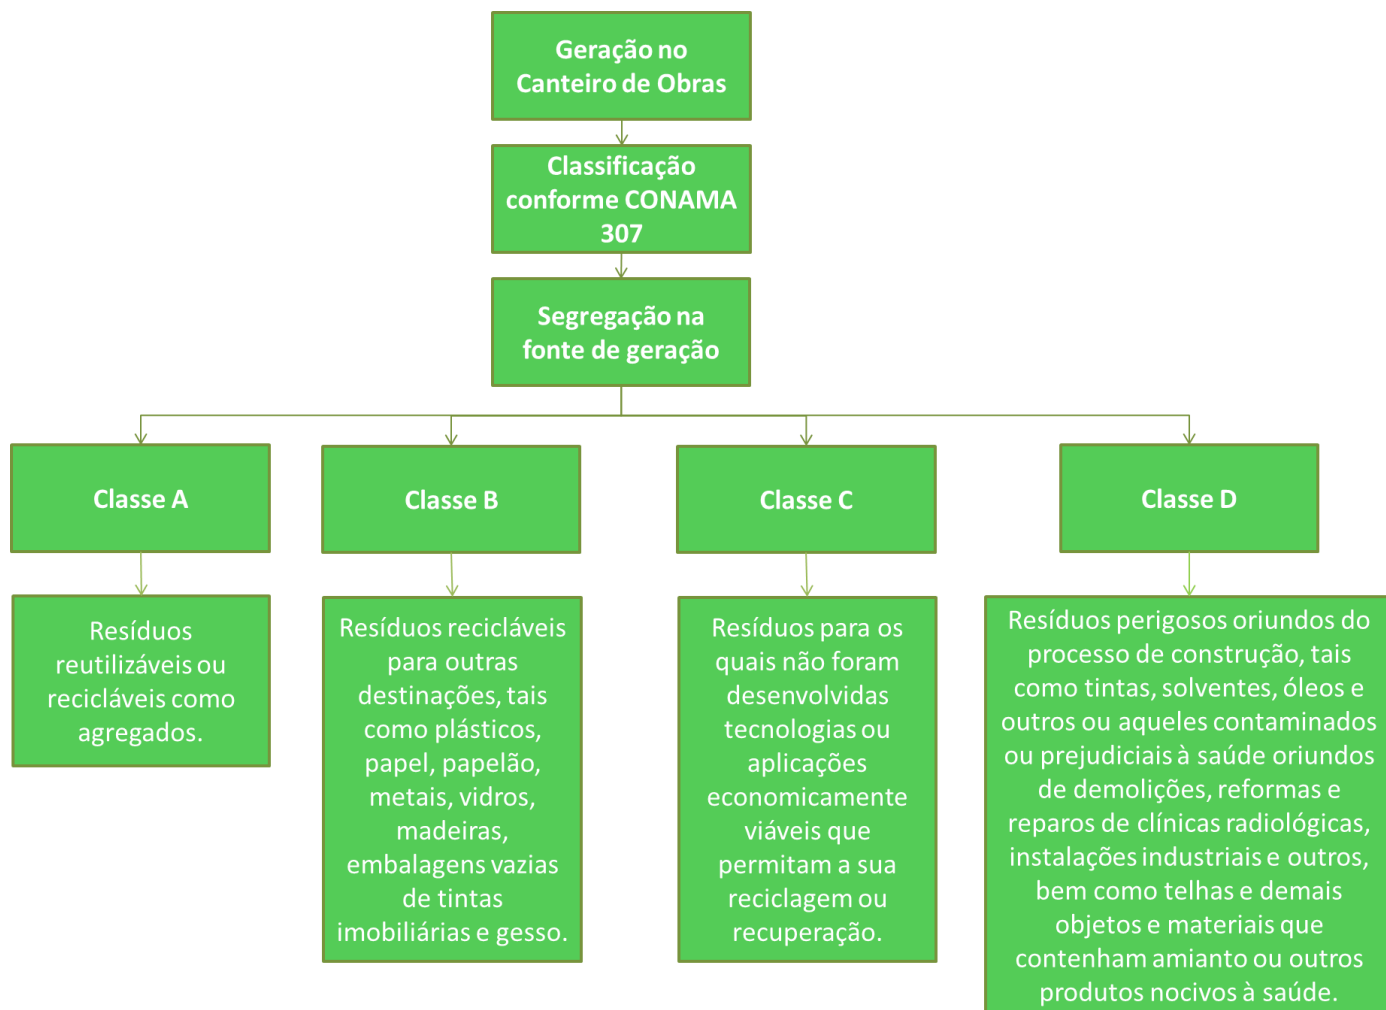 Geração no
Canteiro de Obras
Classificação
conforme CONAMA
307
Segregação na
fonte de geração
Classe A
Classe B
Classe C
Classe D
Resíduos
reutilizáveis ou
recicláveis como
agregados.
Resíduos recicláveis
para outras
destinações, tais
como plásticos,
papel, papelão,
metais, vidros,
madeiras,
embalagens vazias
de tintas
imobiliárias e gesso.
Resíduos para os
quais não foram
desenvolvidas
tecnologias ou
aplicações
economicamente
viáveis que
permitam a sua
reciclagem ou
recuperação.
Resíduos perigosos oriundos do
processo de construção, tais
como tintas, solventes, óleos e
outros ou aqueles contaminados
ou prejudiciais à saúde oriundos
de demolições, reformas e
reparos de clínicas radiológicas,
instalações industriais e outros,
bem como telhas e demais
objetos e materiais que
contenham amianto ou outros
produtos nocivos à saúde.